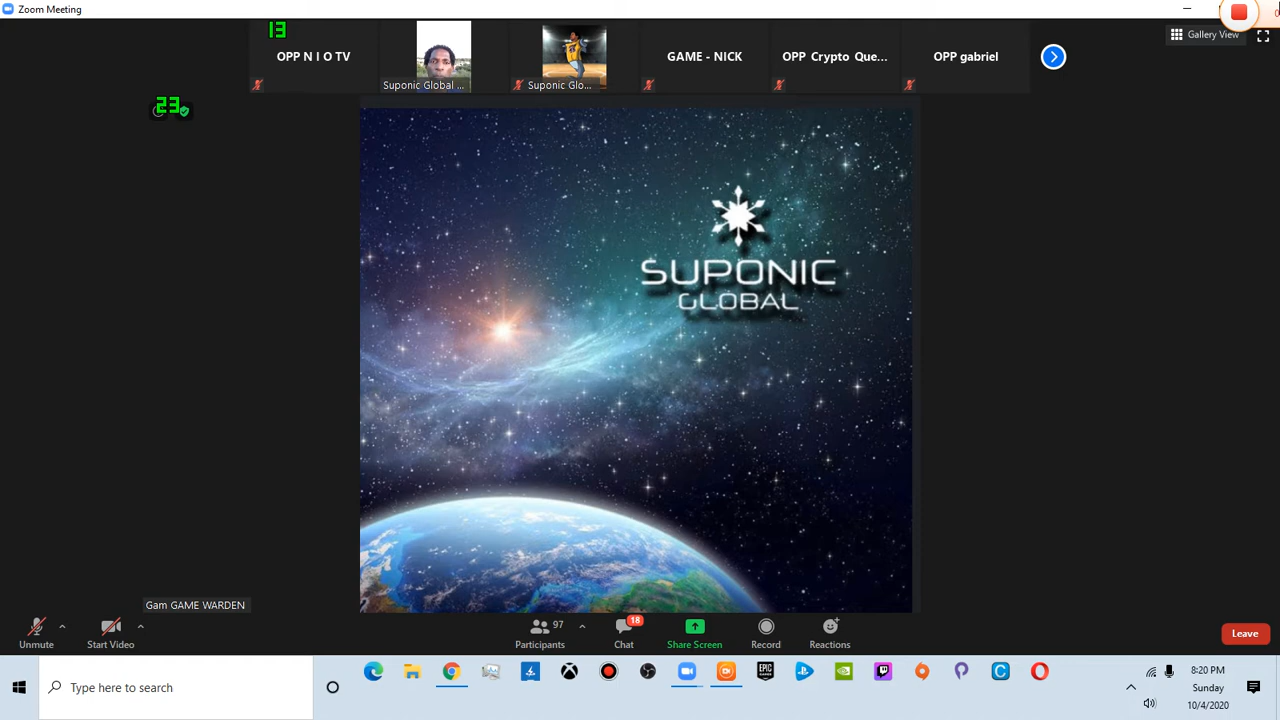 Zoom Meeting
13
OPP N I O TV
Suponic Global ...
Suponic Glo...
GAME - NICK
OPP Crypto Que...
OPP gabriel
Gallery View
23
SUPONIC
GLOBAL
Gam GAME WARDEN
Unmute
Start Video
97
Participants
18
Chat
Share Screen
Record
Reactions
Leave
Type here to search
8:20 PM
Sunday
10/4/2020